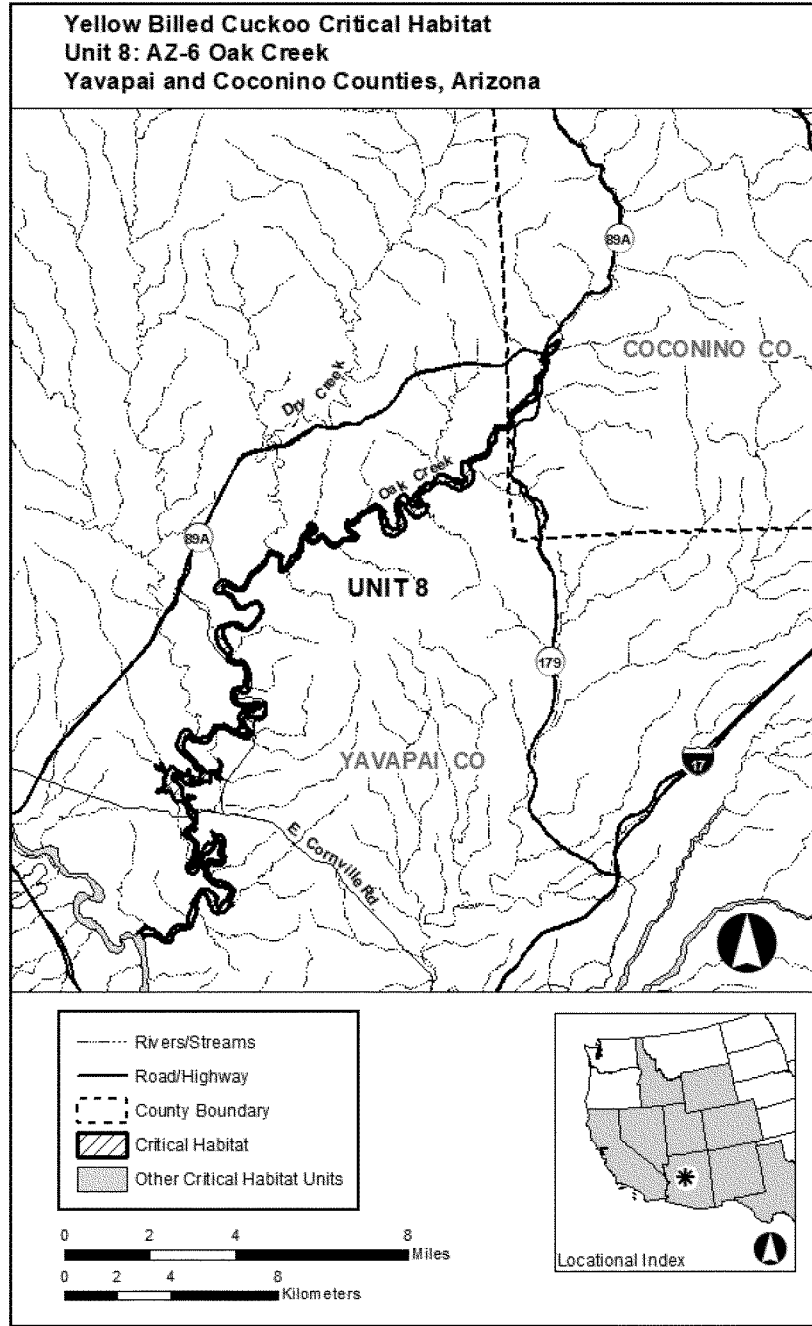 Yellow Billed Cuckoo Critical Habitat
Unit 8: AZ-6 Oak Creek
Yavapai and Coconino Counties, Arizona
89A
COCONINO CO
Dry Creek
Oak Creek
89A
UNIT 8
179
17
YAVAPAI CO
E Cornville Rd
Rivers/Streams
Road/Highway
County Boundary
Critical Habitat
Other Critical Habitat Units
0 2 4 8
Miles
0 2 4 8
Kilometers
Locational Index